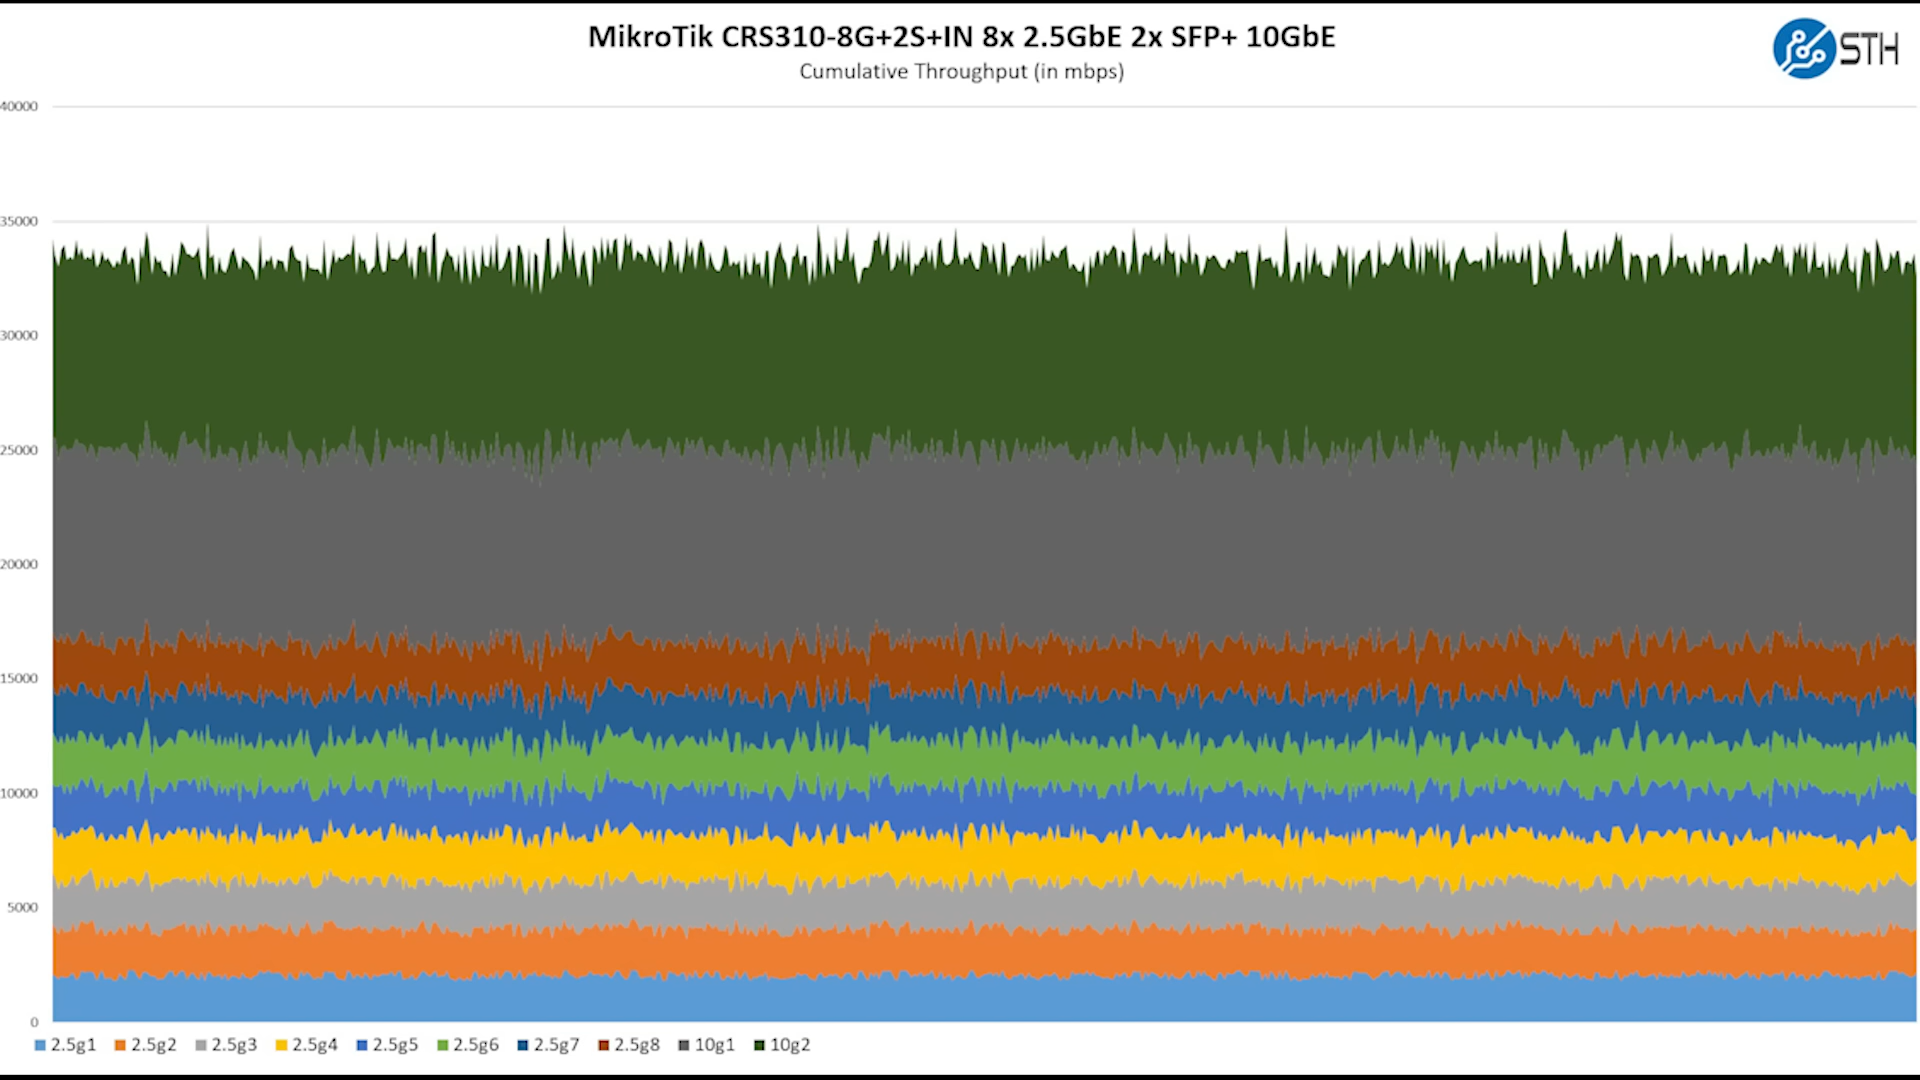 MikroTik CRS310-8G+2S+IN 8x 2.5GbE 2x SFP+ 10GbE
Cumulative Throughput (in mbps)
STH
40000
35000
30000
25000
20000
15000
10000
5000
0
2.5g1 2.5g2 2.5g3 2.5g4 2.5g5 2.5g6 2.5g7 2.5g8 10g1 10g2